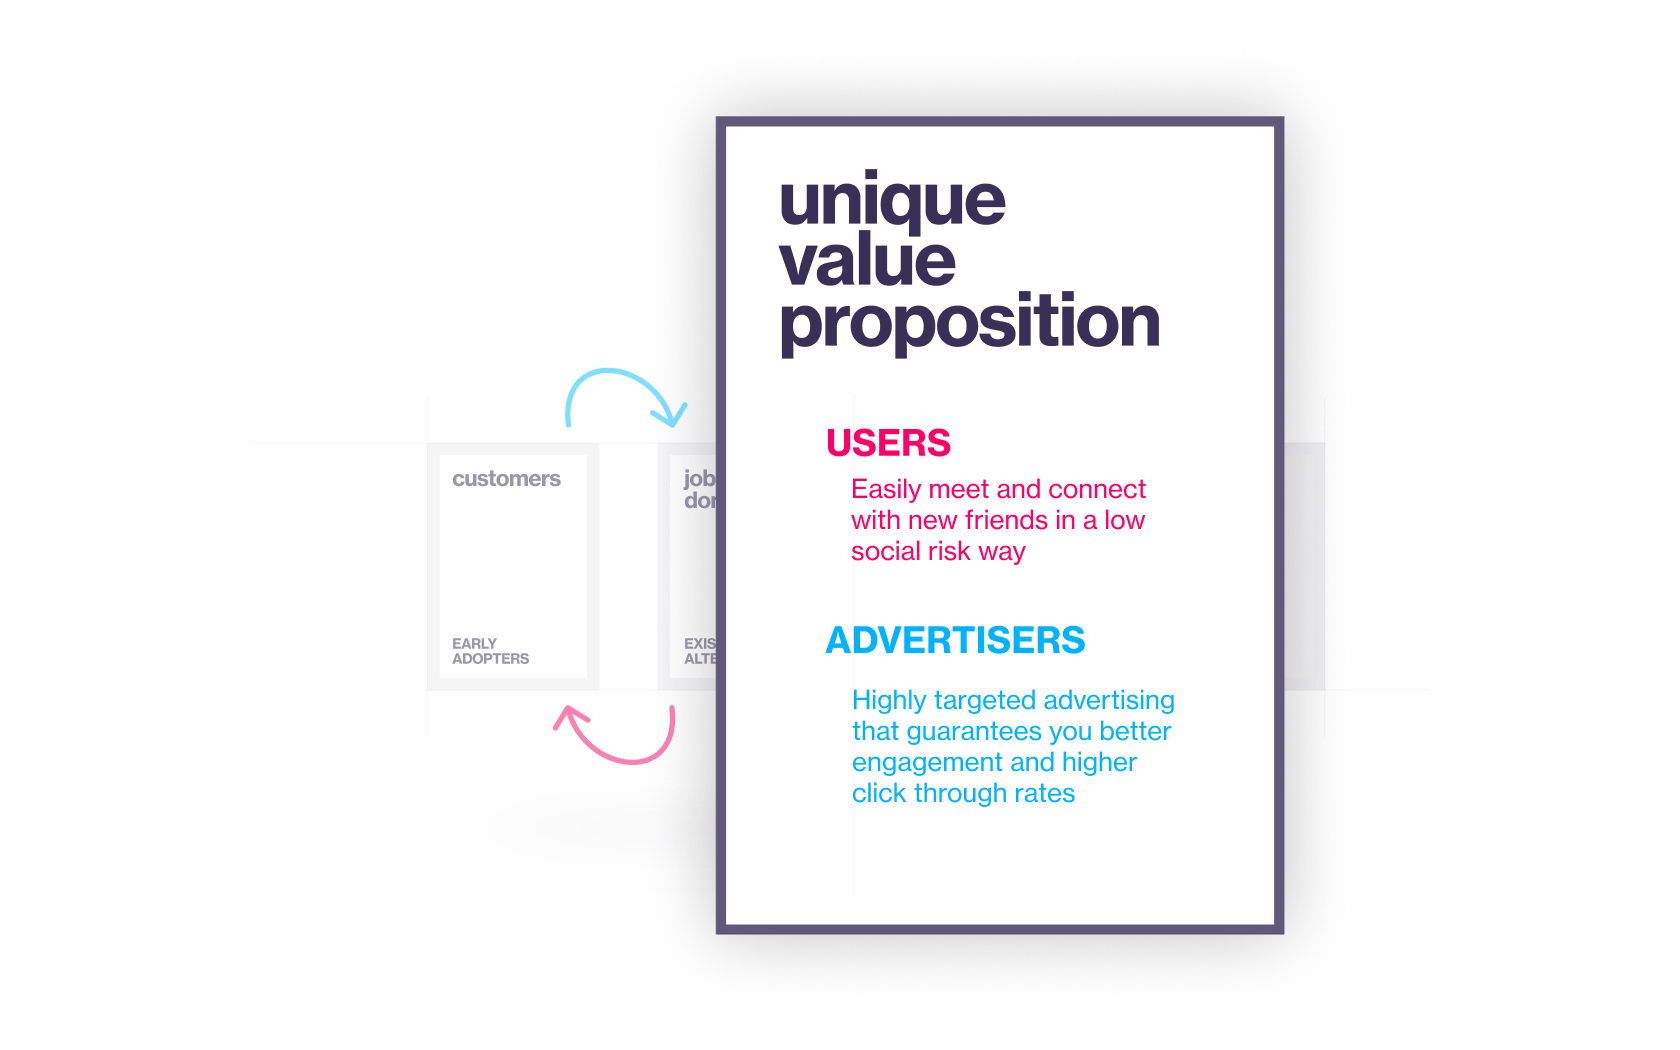 unique
value
proposition
USERS
Easily meet and connect
with new friends in a low
social risk way
ADVERTISERS
Highly targeted advertising
that guarantees you better
engagement and higher
click through rates
customers
EARLY
ADOPTERS
job